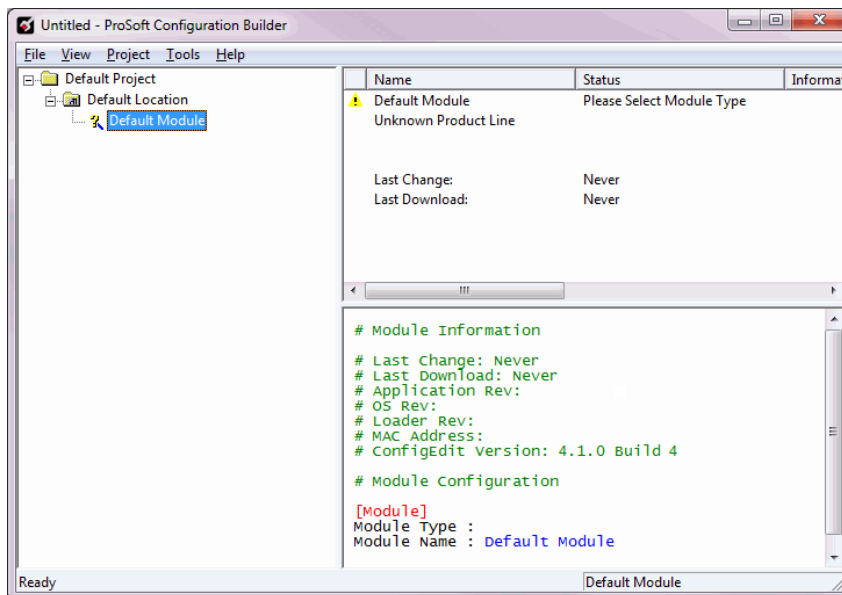 Untitled - ProSoft Configuration Builder
File View Project Tools Help
Default Project
Default Location
Default Module
Name Status Informa
Default Module Please Select Module Type
Unknown Product Line
Last Change: Never
Last Download: Never
# Module Information
# Last Change: Never
# Last Download: Never
# Application Rev:
# OS Rev:
# Loader Rev:
# MAC Address:
# ConfigEdit Version: 4.1.0 Build 4
# Module Configuration
[Module]
Module Type :
Module Name : Default Module
Ready Default Module